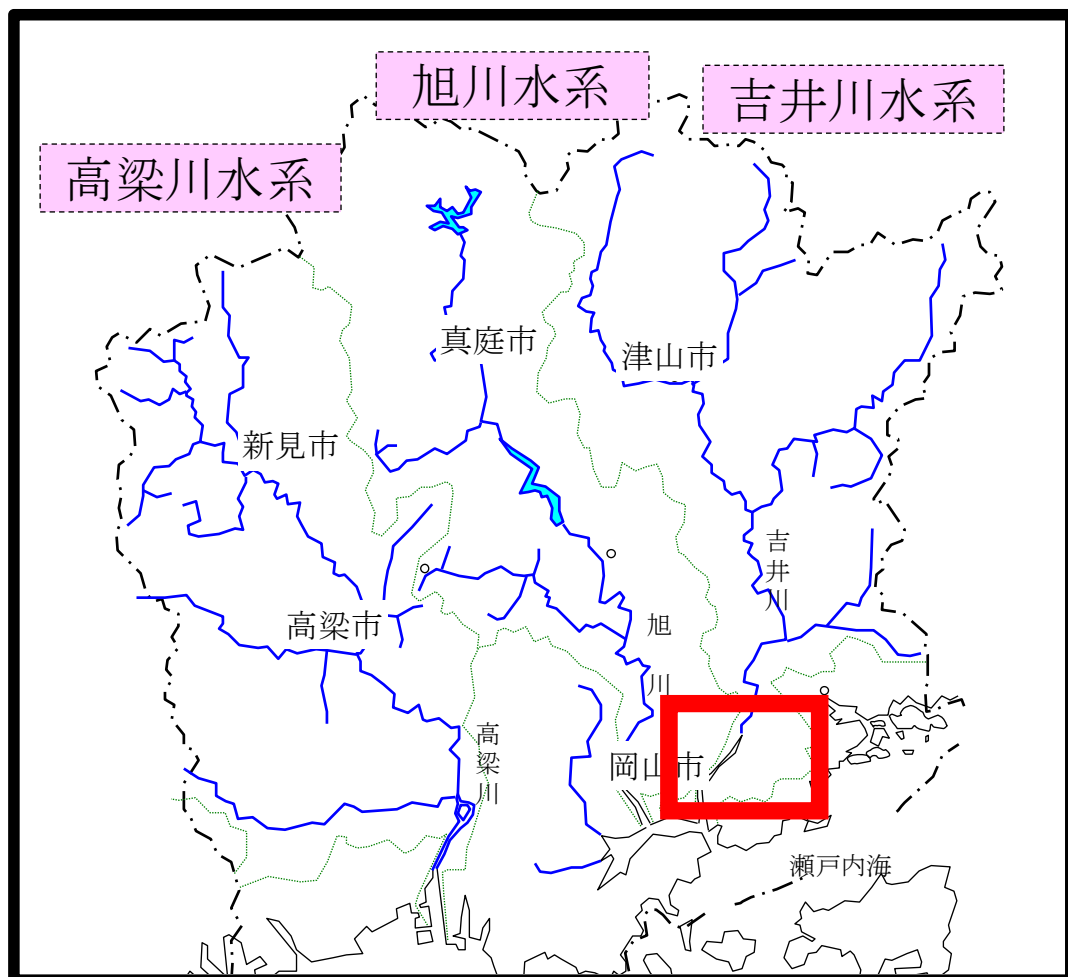 旭川水系
吉井川水系
高梁川水系
真庭市
津山市
新見市
吉井川
高梁市
旭川
高梁川
岡山市
瀬戸内海